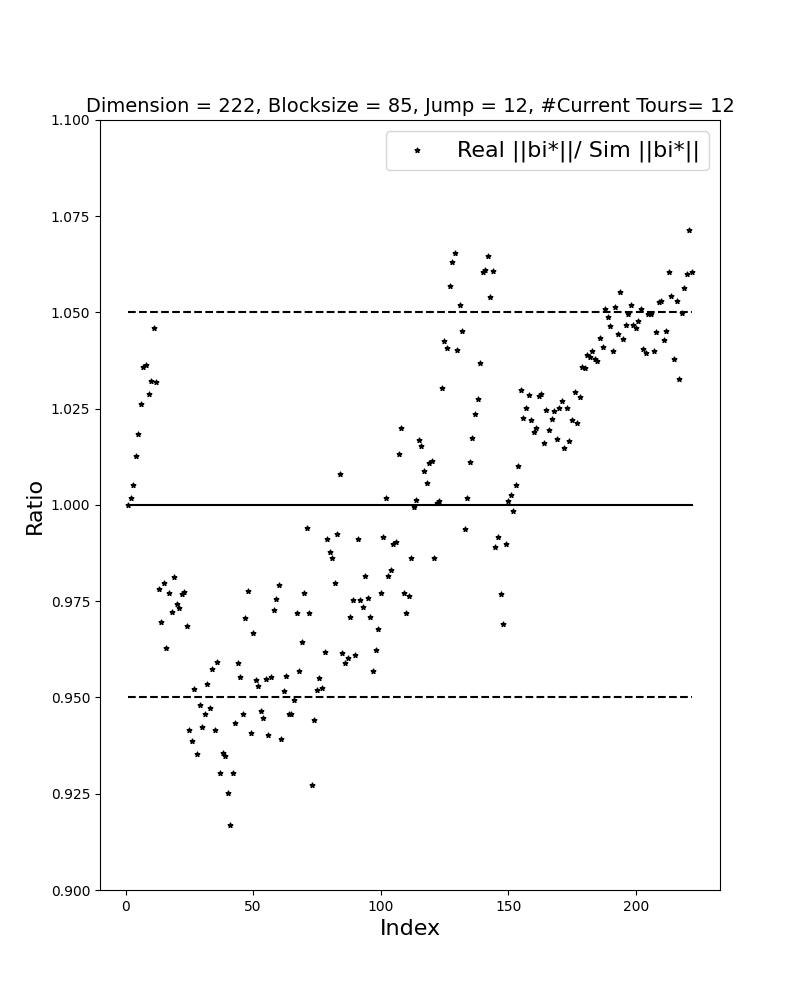 Dimension = 222, Blocksize = 85, Jump = 12, #Current Tours= 12
1.100
Real ||bi*||/ Sim ||bi*||
1.075
1.050
1.025
1.000
0.975
0.950
0.925
0.900
Ratio
0 50 100 150 200
Index